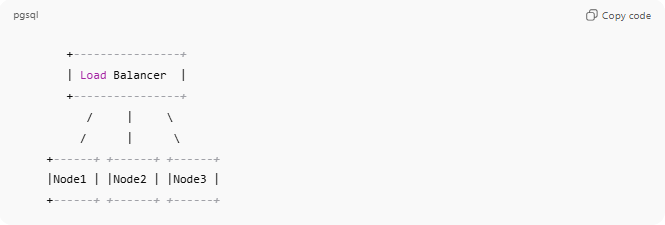 pgsql Copy code
+----------------+
| Load Balancer  |
+----------------+
/     |     \
/      |      \
+------+ +------+ +------+
|Node1 | |Node2 | |Node3 |
+------+ +------+ +------+